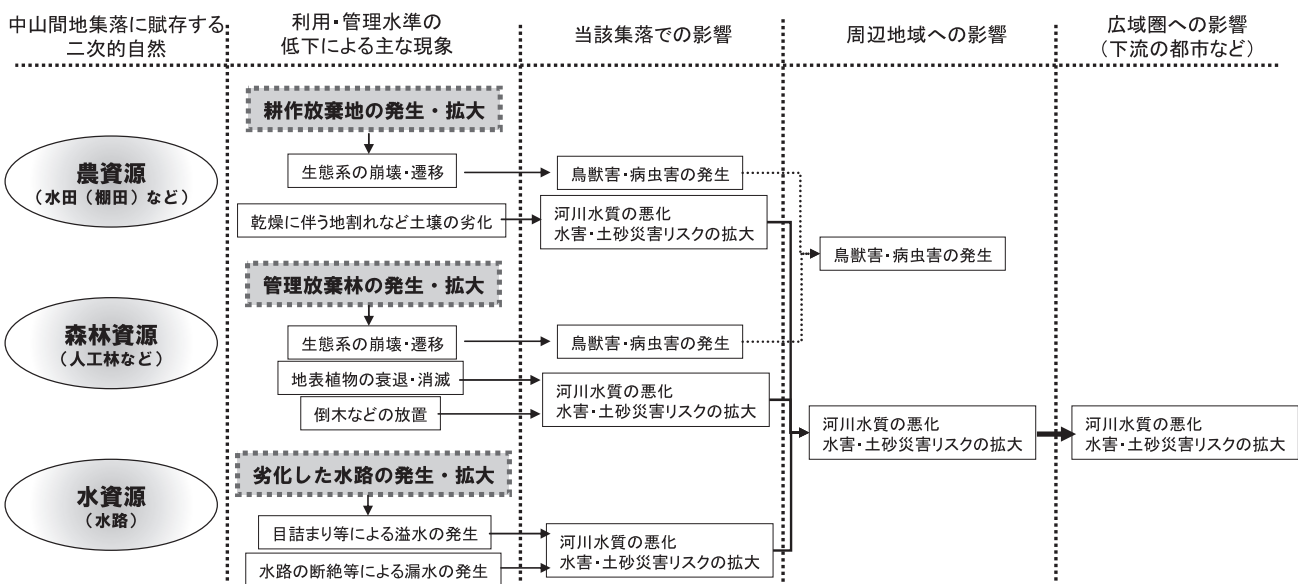 中山間地集落に賦存する
二次的自然
利用・管理水準の
低下による主な現象
当該集落での影響
周辺地域への影響
広域圏への影響
(下流の都市など)
耕作放棄地の発生・拡大
農資源
(水田(棚田)など)
生態系の崩壊・遷移
鳥獣害・病虫害の発生
乾燥に伴う地割れなど土壌の劣化
河川水質の悪化
水害・土砂災害リスクの拡大
鳥獣害・病虫害の発生
管理放棄林の発生・拡大
森林資源
(人工林など)
生態系の崩壊・遷移
鳥獣害・病虫害の発生
地表植物の衰退・消滅
倒木などの放置
河川水質の悪化
水害・土砂災害リスクの拡大
河川水質の悪化
水害・土砂災害リスクの拡大
河川水質の悪化
水害・土砂災害リスクの拡大
劣化した水路の発生・拡大
水資源
(水路)
目詰まり等による溢水の発生
水路の断絶等による漏水の発生
河川水質の悪化
水害・土砂災害リスクの拡大